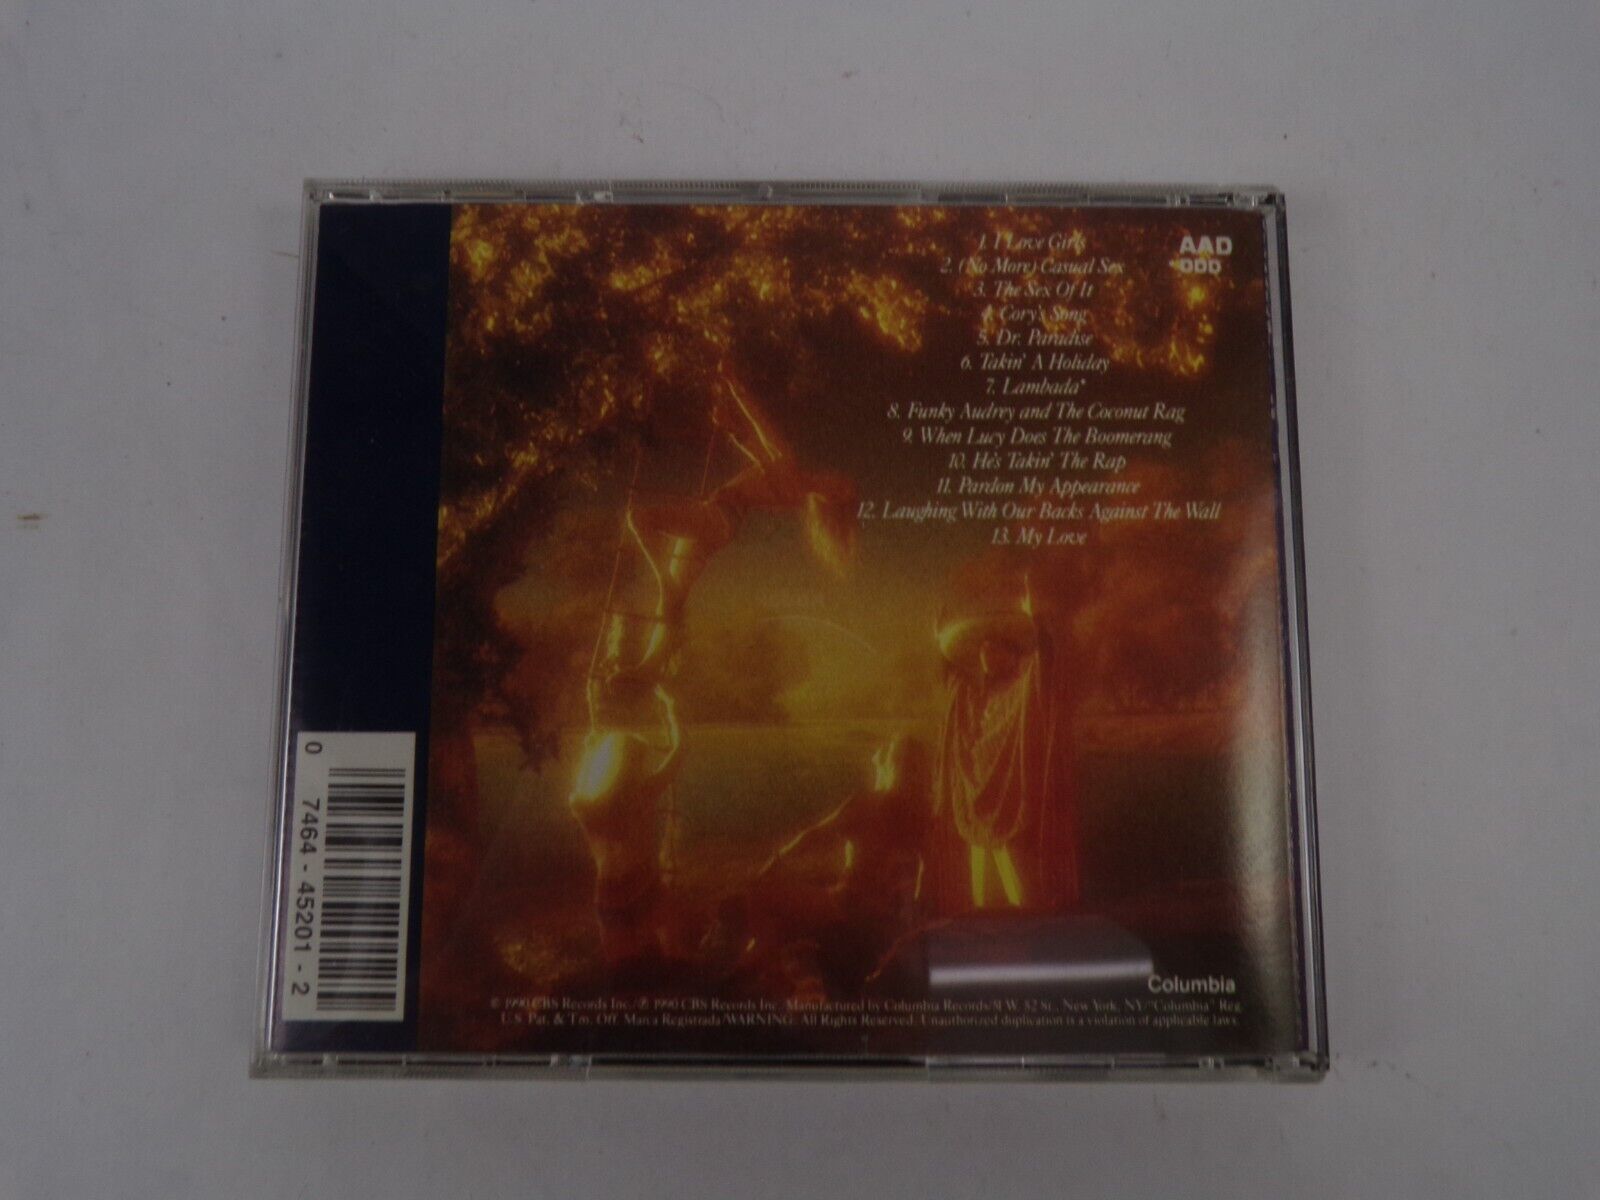 1. I Love Girls
2. (No More) Casual Sex
3. The Sex Of It
4. Cory's Song
5. Dr. Paradise
6. Takin' A Holiday
7. Lambada*
8. Funky Audrey and The Coconut Rag
9. When Lucy Does The Boomerang
10. He's Takin' The Rap
11. Pardon My Appearance
12. Laughing With Our Backs Against The Wall
13. My Love
AAD
*DDD
0 7464-45201-2
Columbia
© 1990 CBS Records Inc./℗ 1990 CBS Records Inc. Manufactured by Columbia Records/51 W. 52 St., New York, NY/"Columbia" Reg.
U.S. Pat. & Tm. Off. Marca Registrada/WARNING: All Rights Reserved. Unauthorized duplication is a violation of applicable laws.